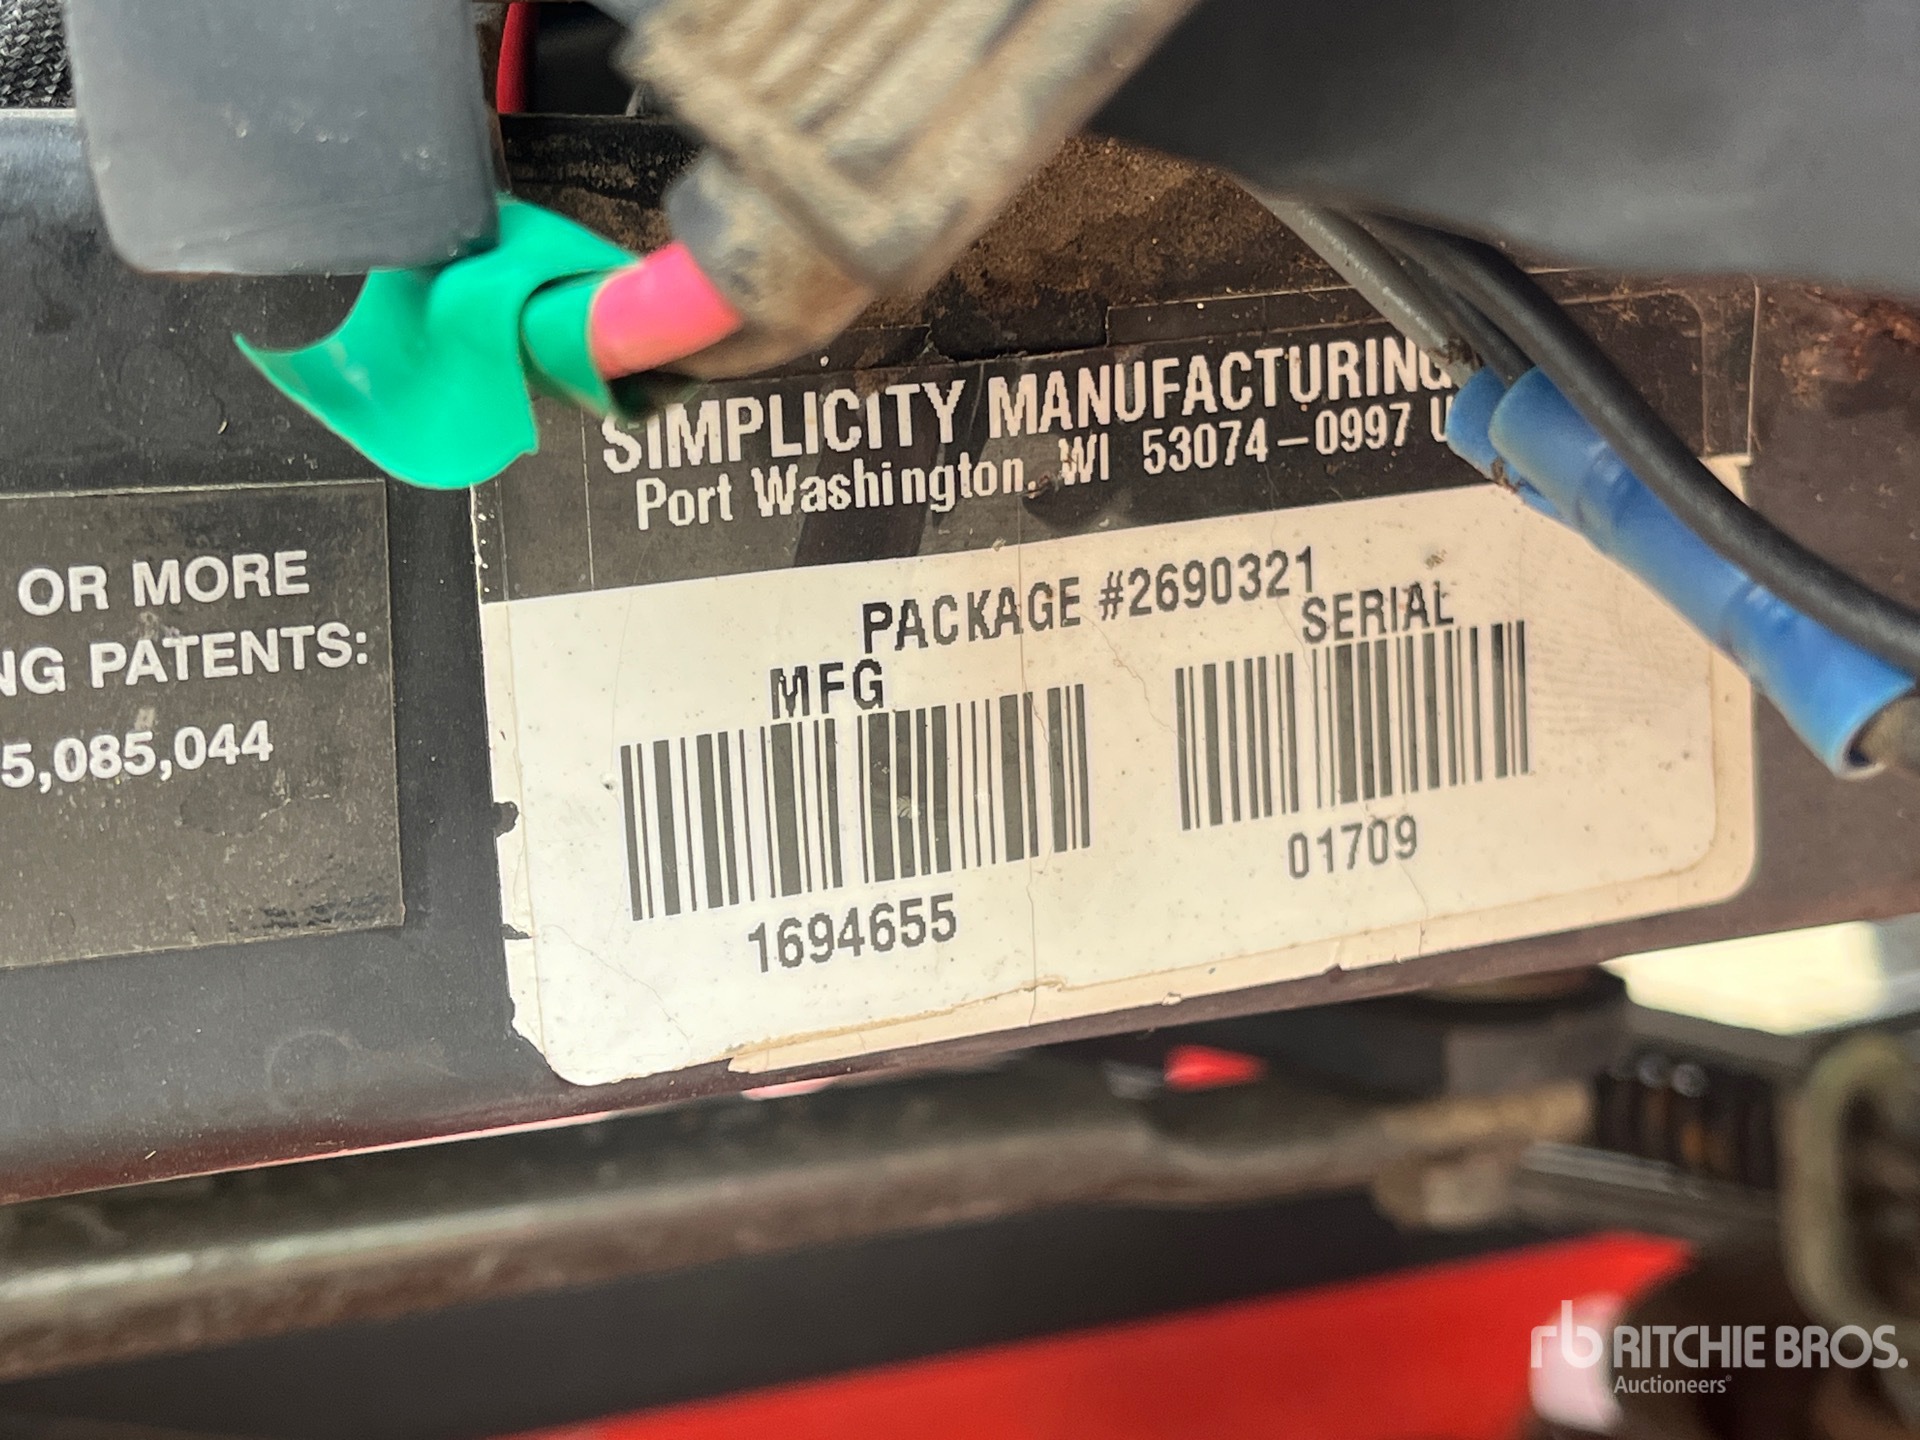 OR MORE
NG PATENTS:
5,085,044
SIMPLICITY MANUFACTURING
Port Washington, WI 53074-0997 U
PACKAGE #2690321
MFG
SERIAL
1694655
01709
rb RITCHIE BROS.
Auctioneers